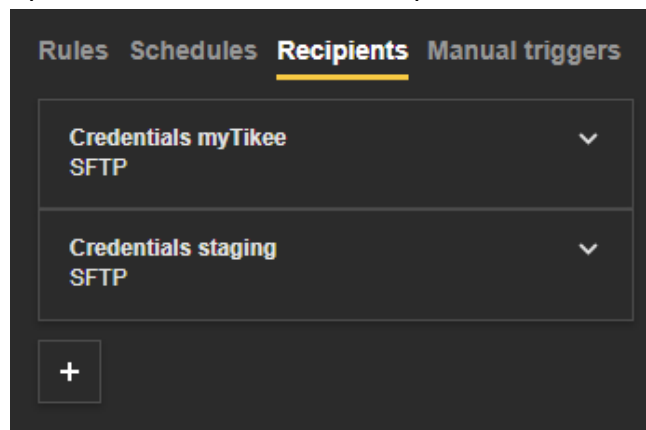 Rules Schedules Recipients Manual triggers
Credentials myTikee
SFTP
Credentials staging
SFTP
+